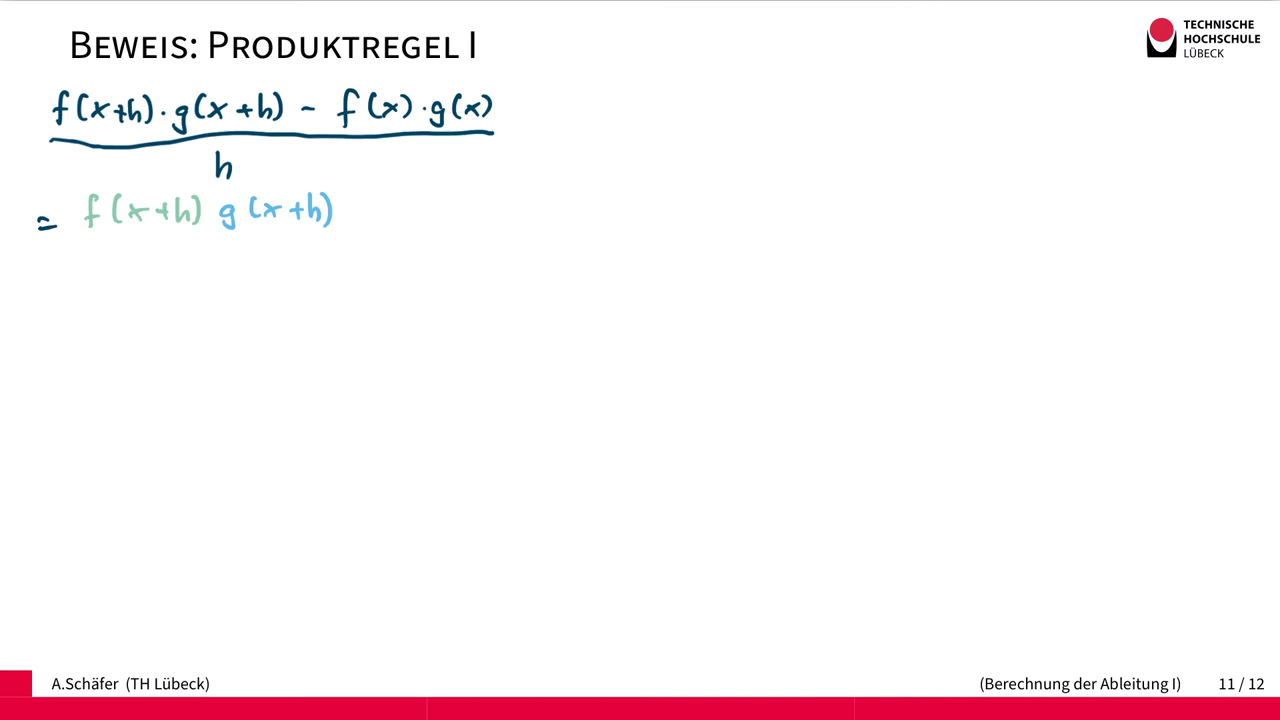 BEWEIS: PRODUKTREGEL I
TECHNISCHE
HOCHSCHULE
LÜBECK
f(x+h)·g(x+h) - f(x)·g(x)
h
= f(x+h) g(x+h)
A.Schäfer (TH Lübeck)
(Berechnung der Ableitung I)
11 / 12